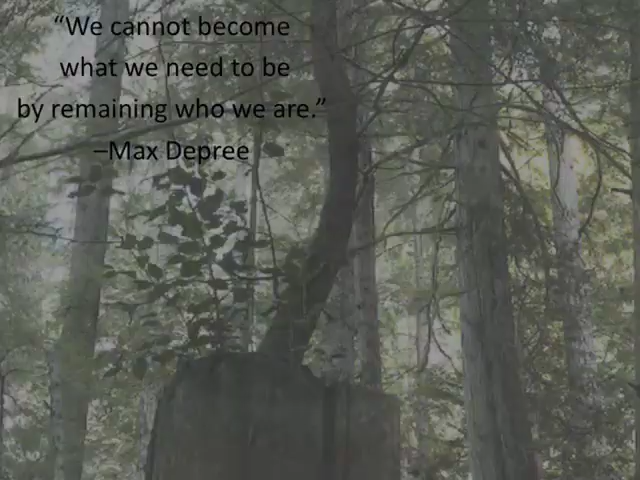 “We cannot become
what we need to be
by remaining who we are.”
–Max Depree